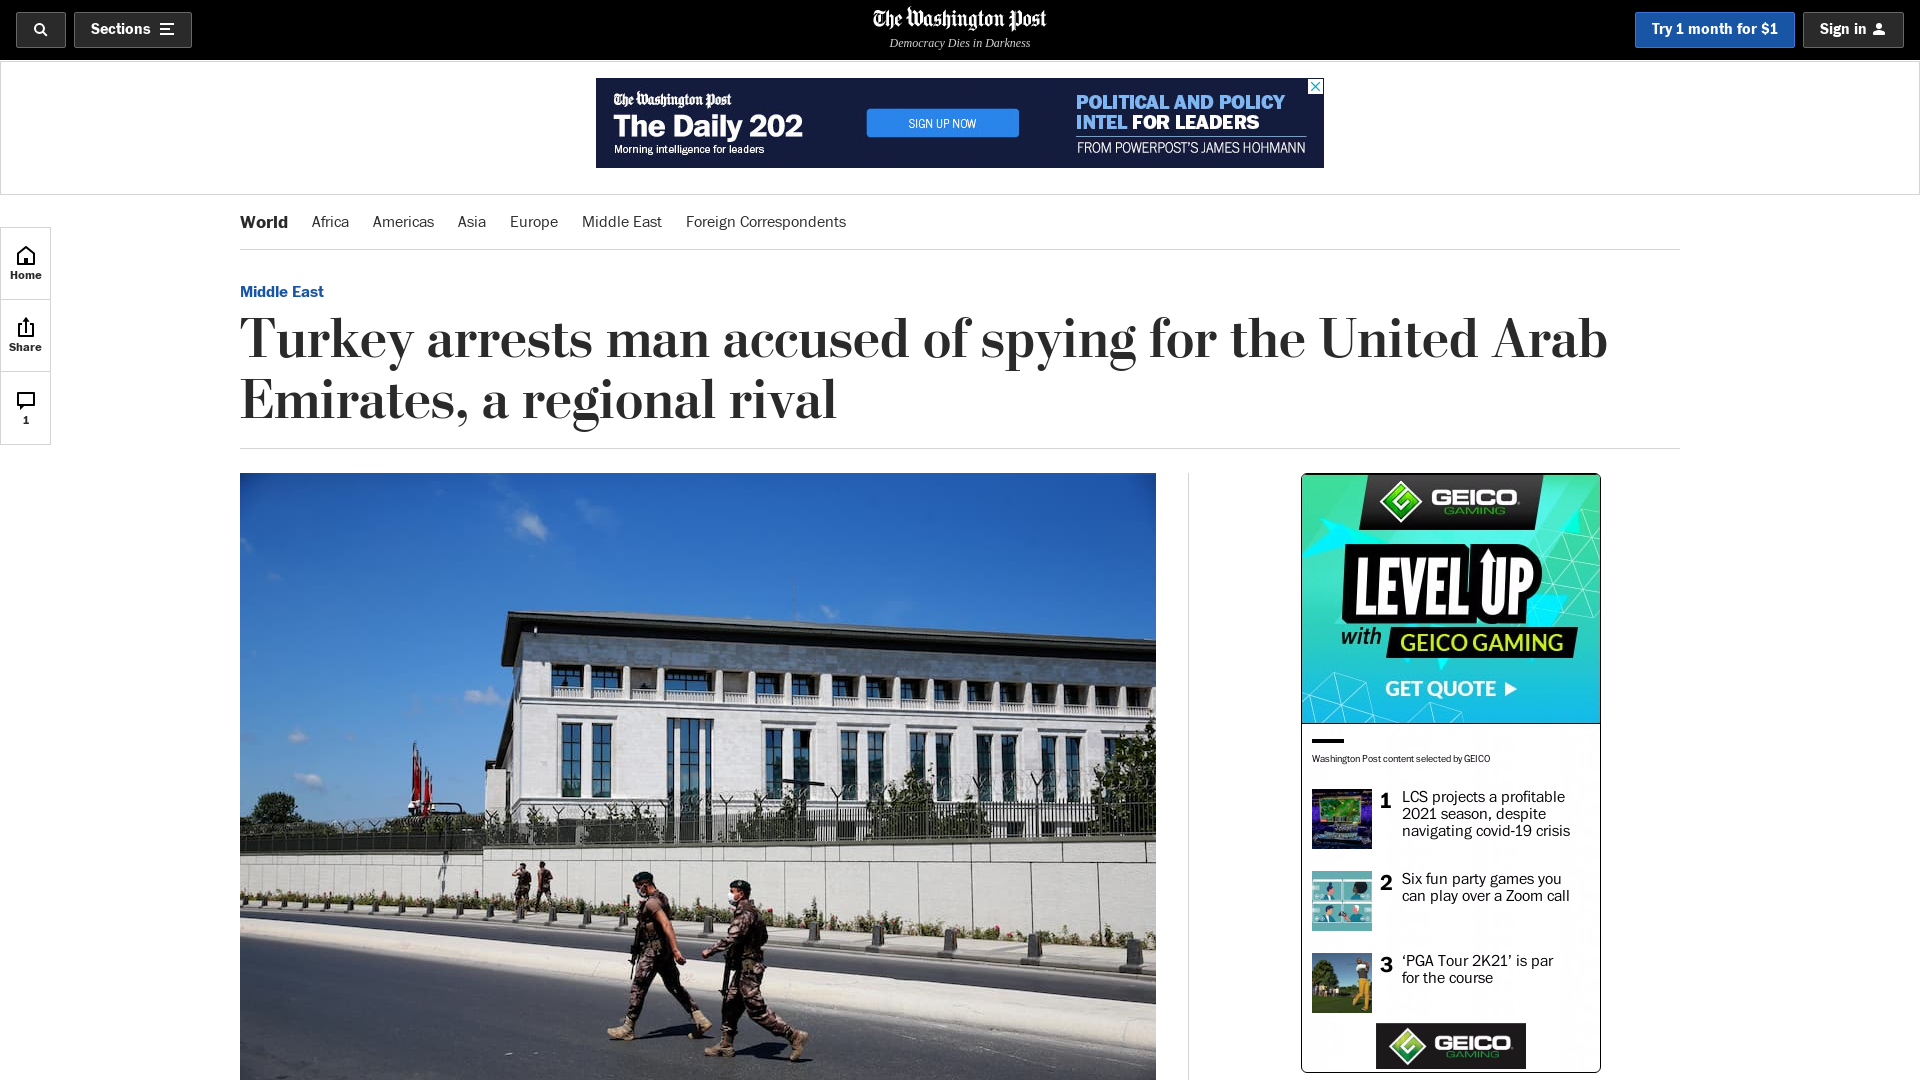 Sections
The Washington Post
Democracy Dies in Darkness
Try 1 month for $1
Sign in
The Washington Post
The Daily 202
Morning intelligence for leaders
SIGN UP NOW
POLITICAL AND POLICY
INTEL FOR LEADERS
FROM POWERPOST'S JAMES HOHMANN
World
Africa
Americas
Asia
Europe
Middle East
Foreign Correspondents
Home
Share
1
Middle East
Turkey arrests man accused of spying for the United Arab
Emirates, a regional rival
GEICO
GAMING
LEVEL UP
with GEICO GAMING
GET QUOTE
Washington Post content selected by GEICO
1 LCS projects a profitable
2021 season, despite
navigating covid-19 crisis
2 Six fun party games you
can play over a Zoom call
3 ‘PGA Tour 2K21’ is par
for the course
GEICO
GAMING